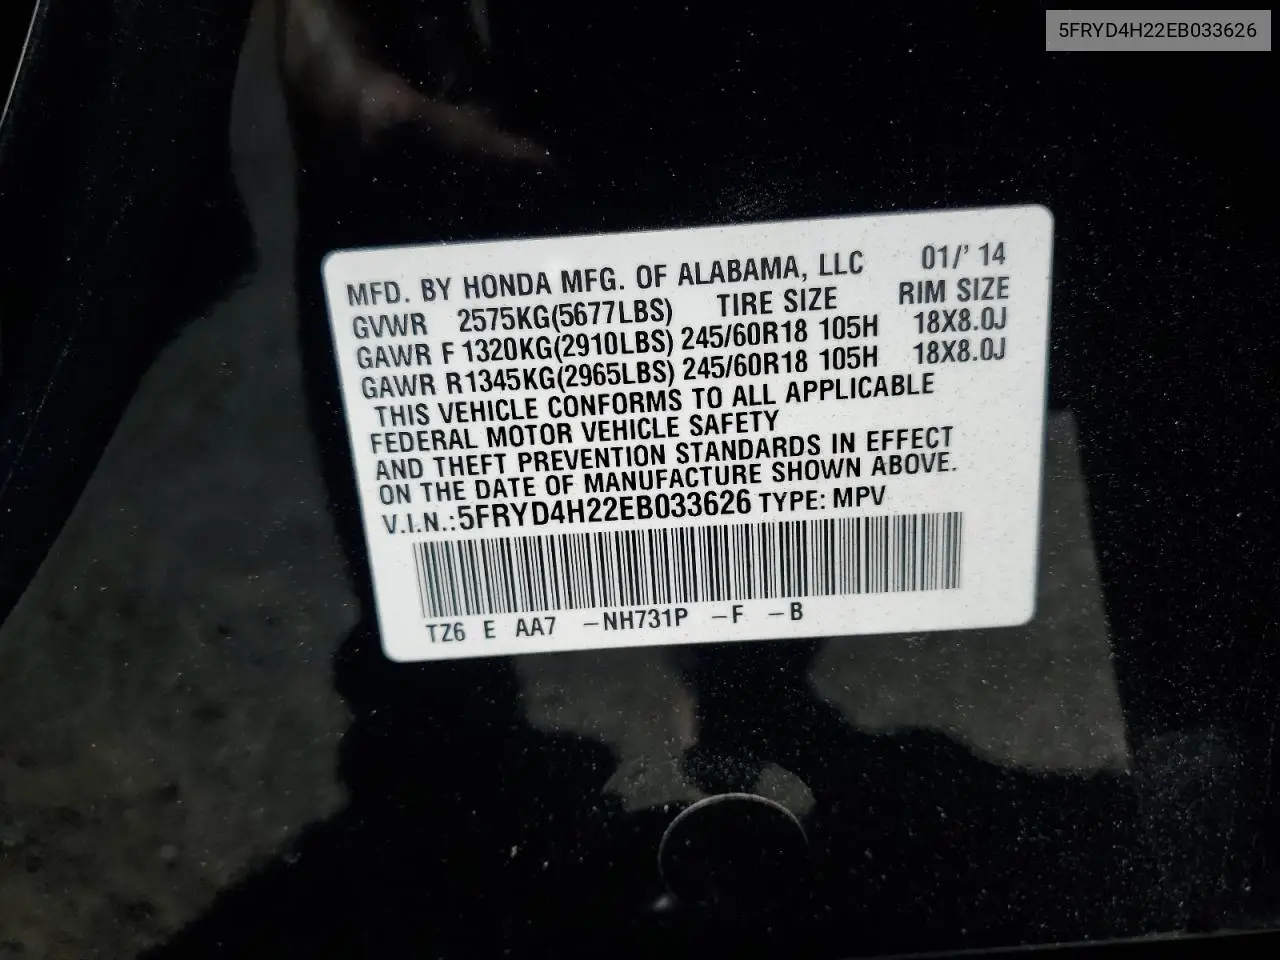 5FRYD4H22EB033626
MFD. BY HONDA MFG. OF ALABAMA, LLC 01/' 14
GVWR 2575KG(5677LBS) TIRE SIZE RIM SIZE
GAWR F 1320KG(2910LBS) 245/60R18 105H 18X8.0J
GAWR R1345KG(2965LBS) 245/60R18 105H 18X8.0J
THIS VEHICLE CONFORMS TO ALL APPLICABLE
FEDERAL MOTOR VEHICLE SAFETY
AND THEFT PREVENTION STANDARDS IN EFFECT
ON THE DATE OF MANUFACTURE SHOWN ABOVE.
V.I.N.:5FRYD4H22EB033626 TYPE: MPV
TZ6 E AA7 –NH731P –F –B